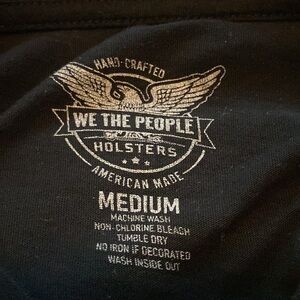 HAND-CRAFTED
WE THE PEOPLE
HOLSTERS
AMERICAN MADE
MEDIUM
MACHINE WASH
NON-CHLORINE BLEACH
TUMBLE DRY
NO IRON IF DECORATED
WASH INSIDE OUT